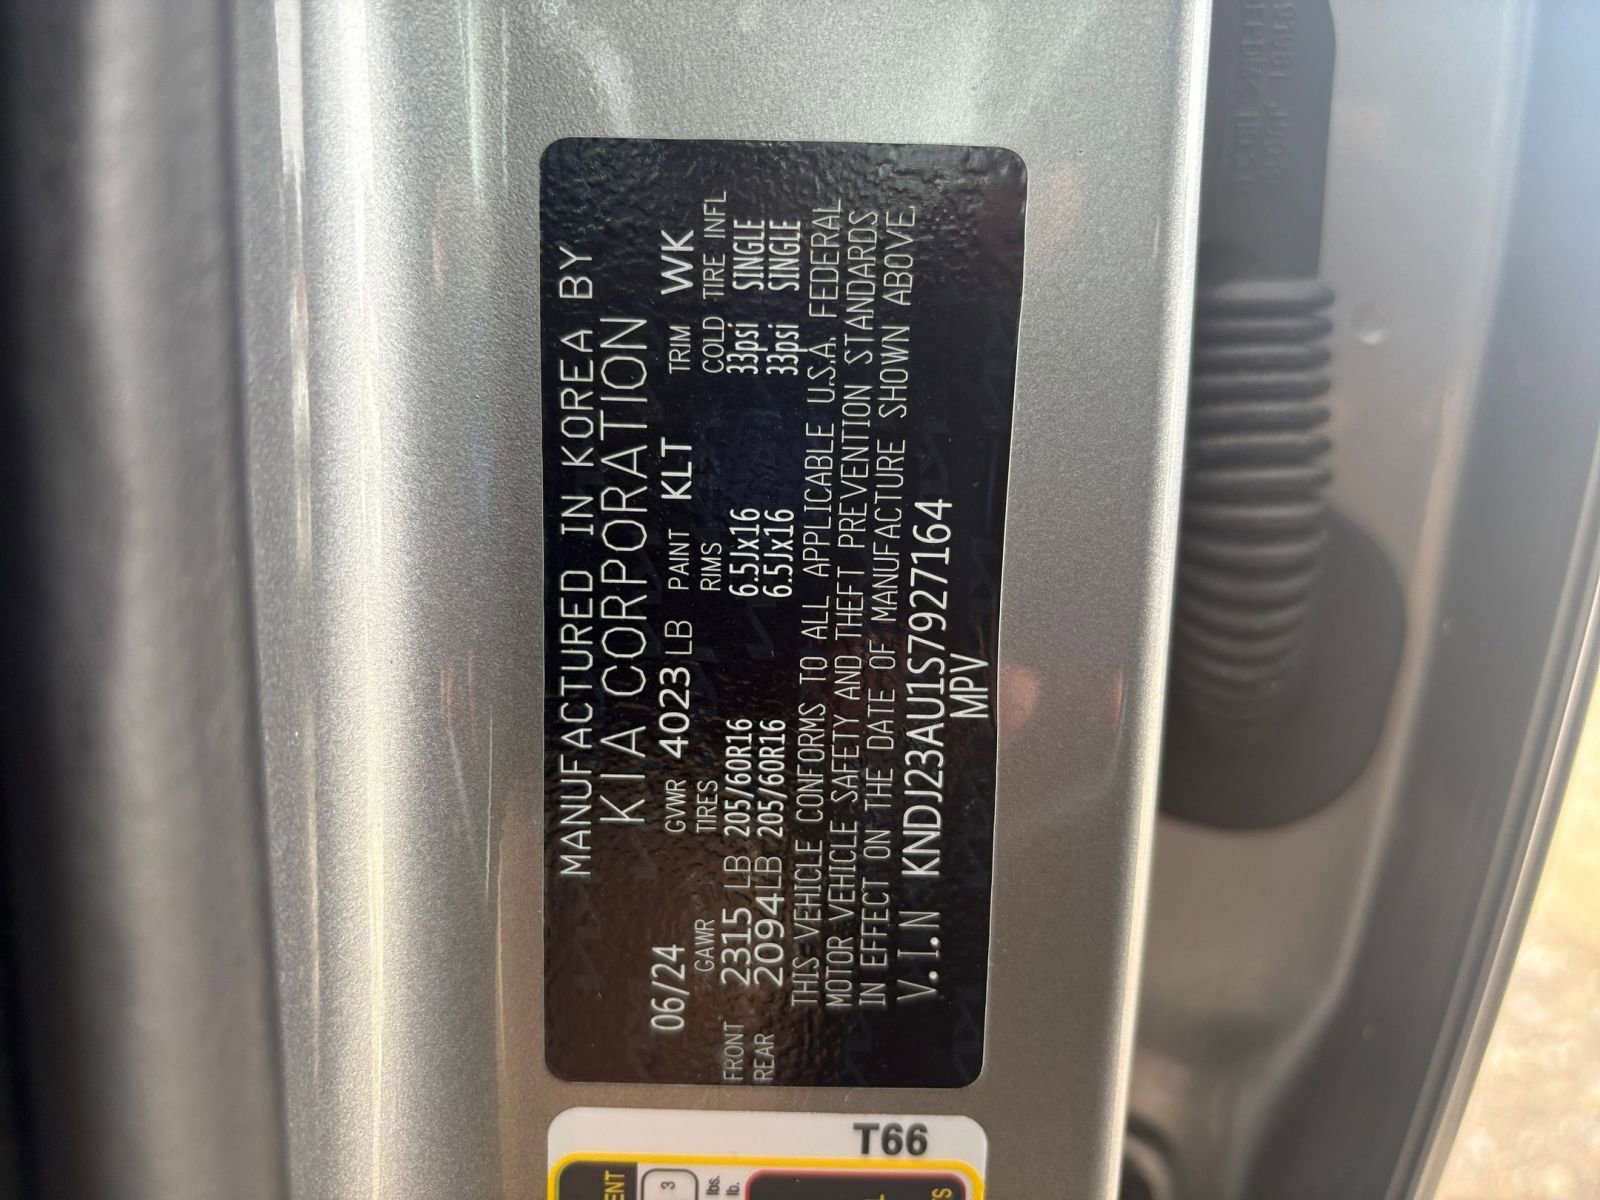 MANUFACTURED IN KOREA BY
KIA CORPORATION
06/24 GVWR 4023 LB PAINT KLT TRIM WK
GAWR TIRES RIMS COLD TIRE INFL
FRONT 2315 LB 205/60R16 6.5Jx16 33psi SINGLE
REAR 2094LB 205/60R16 6.5Jx16 33psi SINGLE
THIS VEHICLE CONFORMS TO ALL APPLICABLE U.S.A. FEDERAL
MOTOR VEHICLE SAFETY AND THEFT PREVENTION STANDARDS
IN EFFECT ON THE DATE OF MANUFACTURE SHOWN ABOVE.
V.I.N KNDJ23AU1S7927164
MPV
T66
3
lbs.
lb.